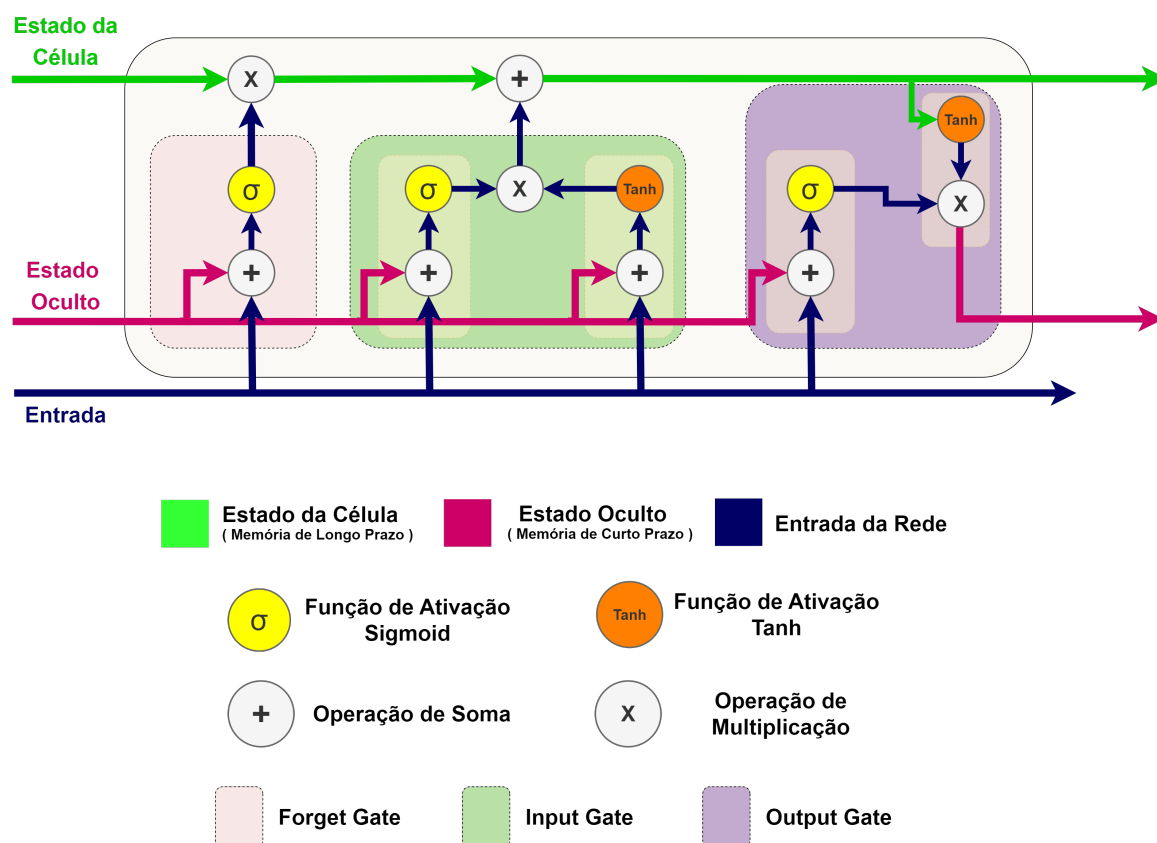 Estado da
Célula
x
+
Tanh
σ
σ
x
Tanh
σ
x
Estado
Oculto
+
+
+
+
Entrada
Estado da Célula
( Memória de Longo Prazo )
Estado Oculto
( Memória de Curto Prazo )
Entrada da Rede
σ
Função de Ativação
Sigmoid
Tanh
Função de Ativação
Tanh
+
Operação de Soma
x
Operação de
Multiplicação
Forget Gate
Input Gate
Output Gate